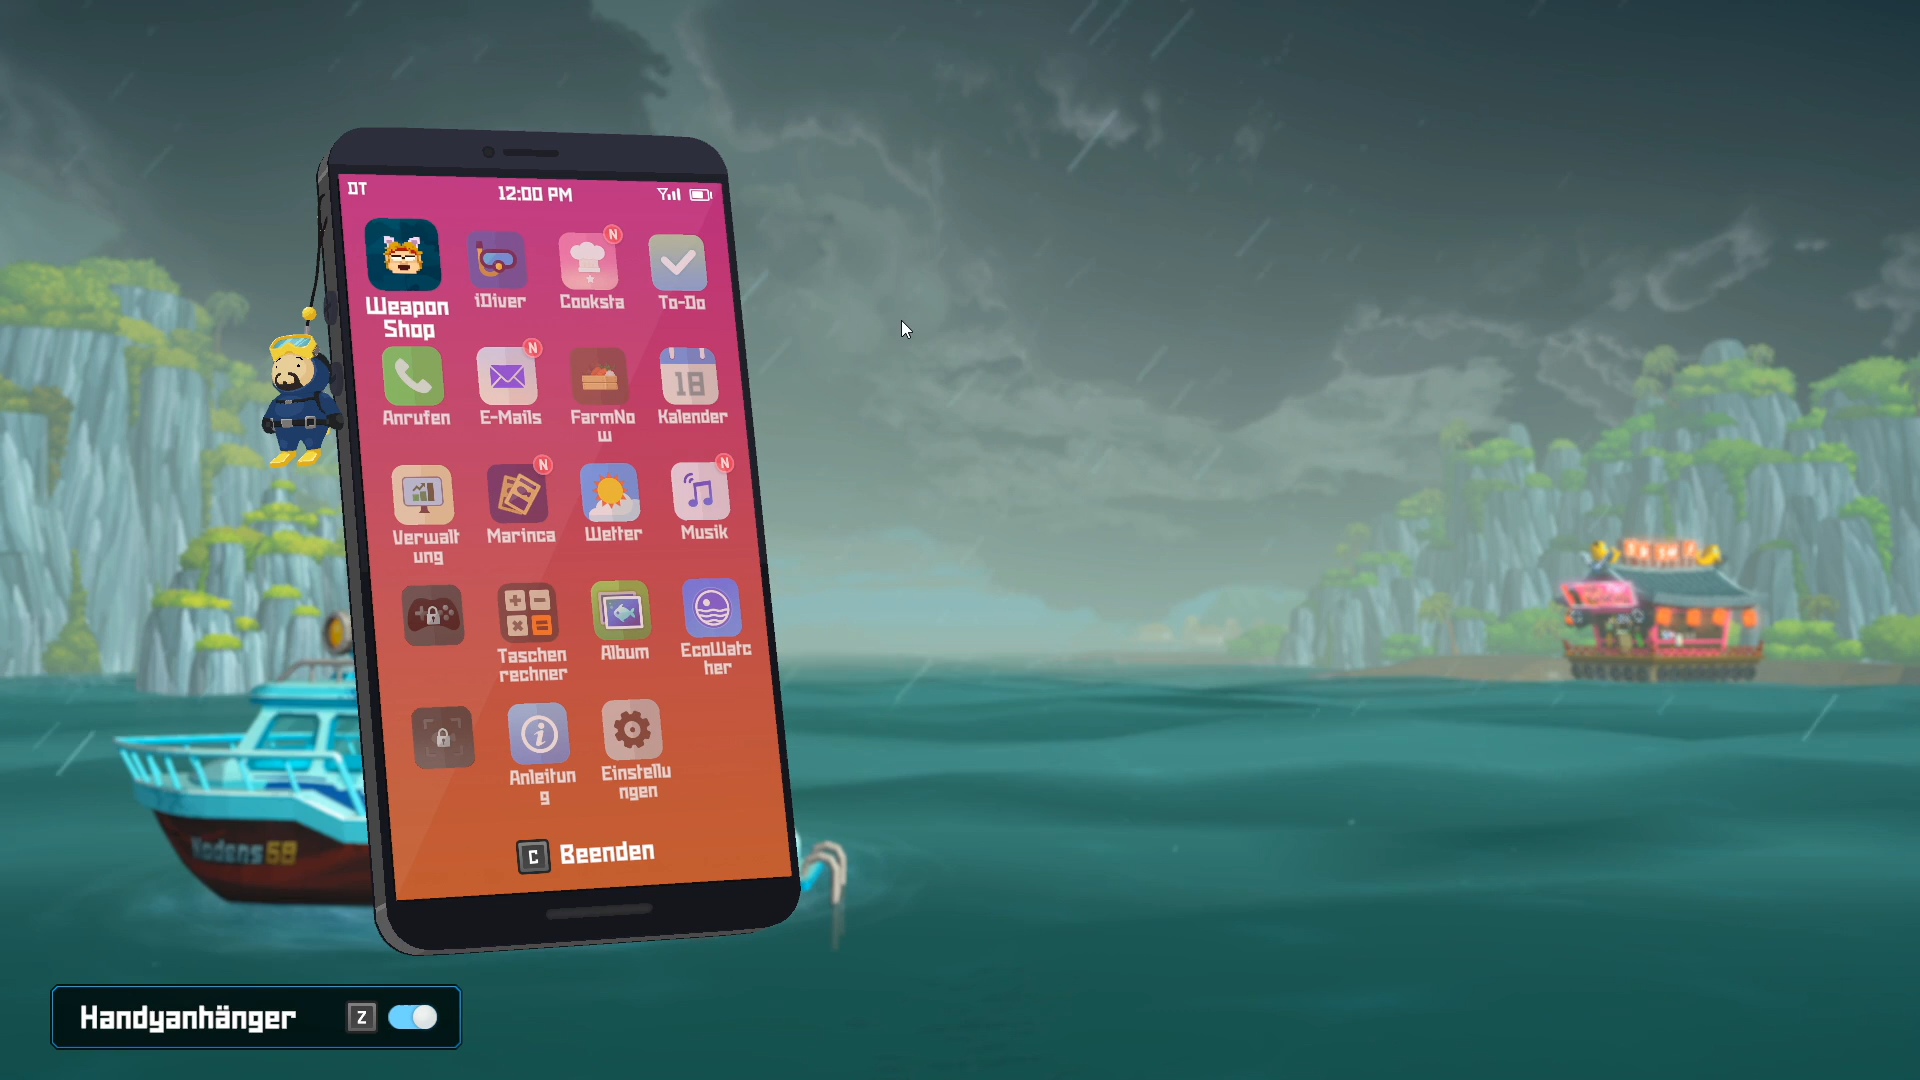 DT
12:00 PM
Weapon
Shop
iDiver
N
Cooksta
To-Do
Anrufen
N
E-Mails
FarmNo
w
18
Kalender
Verwalt
ung
N
Marinca
Wetter
N
Musik
Taschen
rechner
Album
EcoWatc
her
Anleitun
g
Einstellu
ngen
C Beenden
Nodens68
Handyanhänger Z